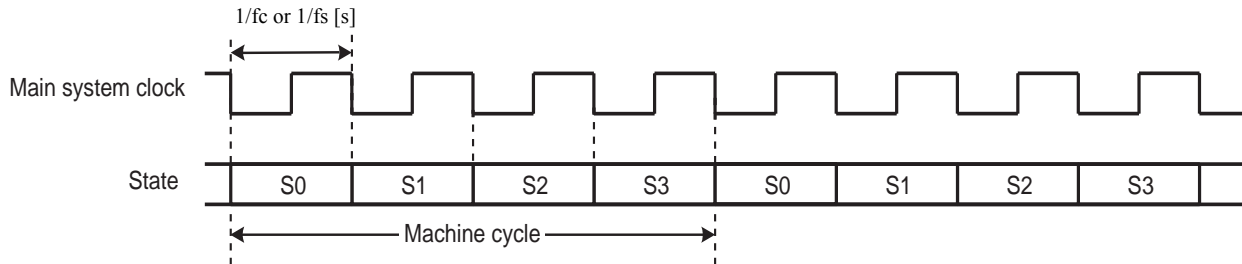 1/fc or 1/fs [s]
Main system clock
State S0 S1 S2 S3 S0 S1 S2 S3
Machine cycle